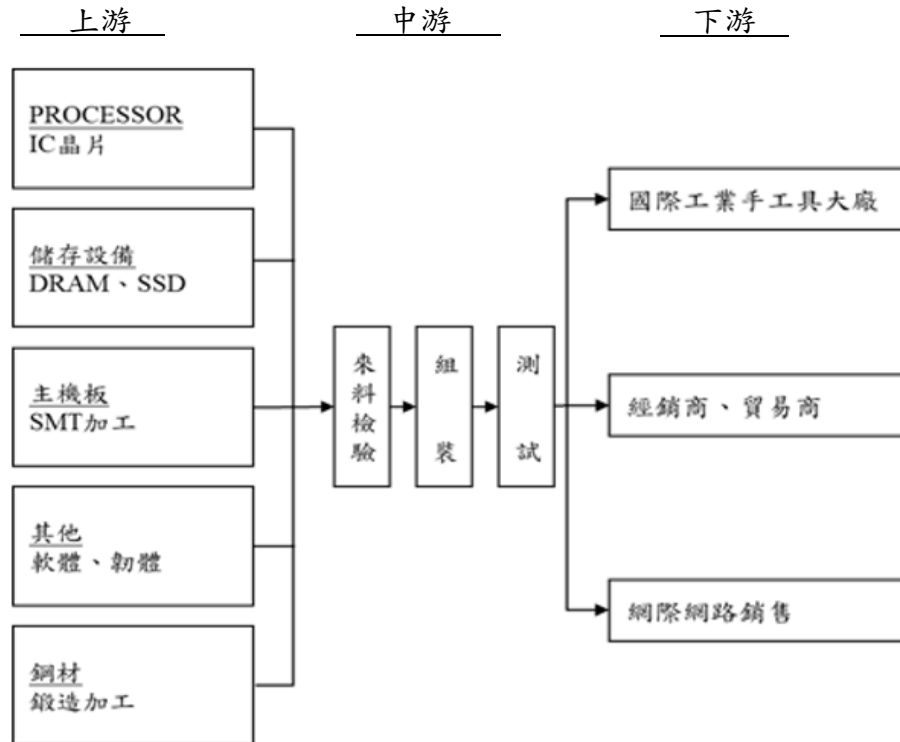 上游
中游
下游
PROCESSOR
IC晶片
儲存設備
DRAM、SSD
主機板
SMT加工
其他
軟體、韌體
鋼材
鍛造加工
來料檢驗
組裝
測試
國際工業手工具大廠
經銷商、貿易商
網際網路銷售